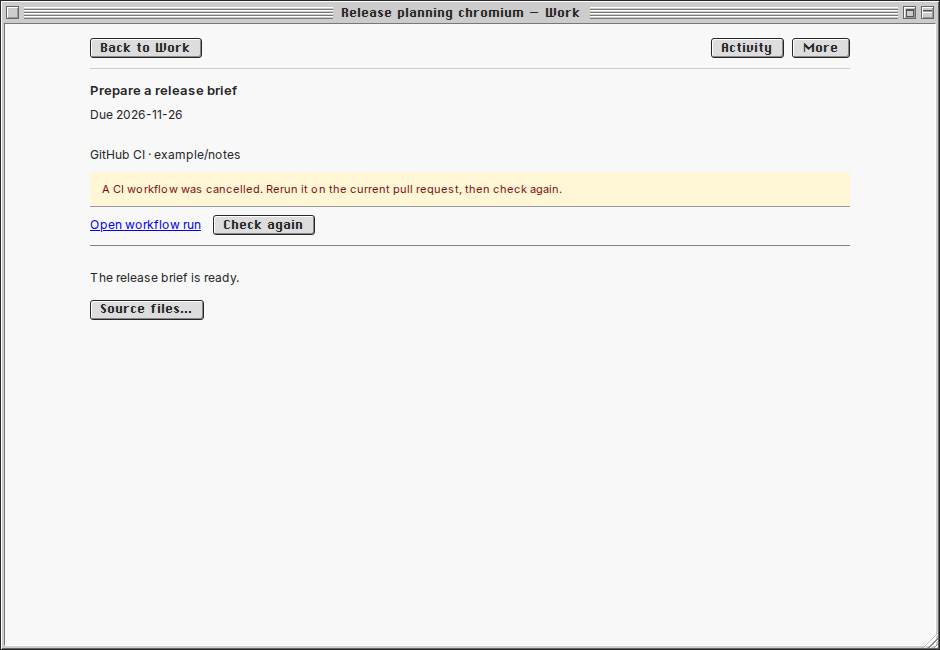 Release planning chromium — Work
Back to Work
Activity
More
Prepare a release brief
Due 2026-11-26
GitHub CI · example/notes
A CI workflow was cancelled. Rerun it on the current pull request, then check again.
Open workflow run
Check again
The release brief is ready.
Source files...